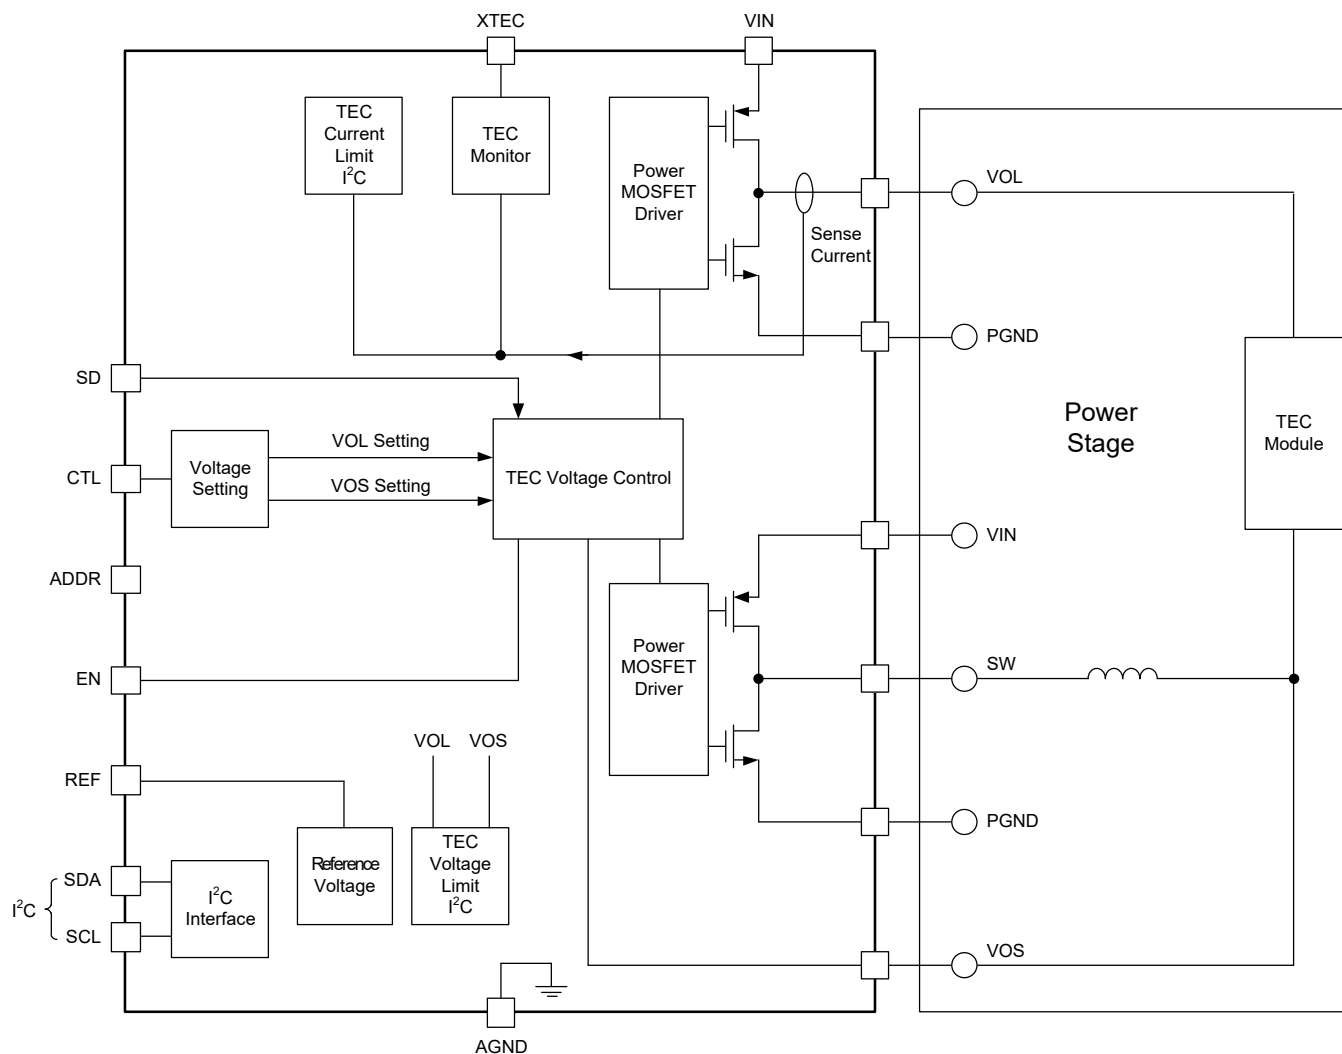 XTEC
VIN
TEC
Current
Limit
I²C
TEC
Monitor
Power
MOSFET
Driver
VOL
Sense
Current
PGND
SD
Power
Stage
TEC
Module
VOL Setting
CTL
Voltage
Setting
TEC Voltage Control
VOS Setting
VIN
ADDR
Power
MOSFET
Driver
EN
SW
VOL
VOS
REF
PGND
Reference
Voltage
TEC
Voltage
Limit
I²C
SDA
I²C
SCL
I²C
Interface
VOS
AGND